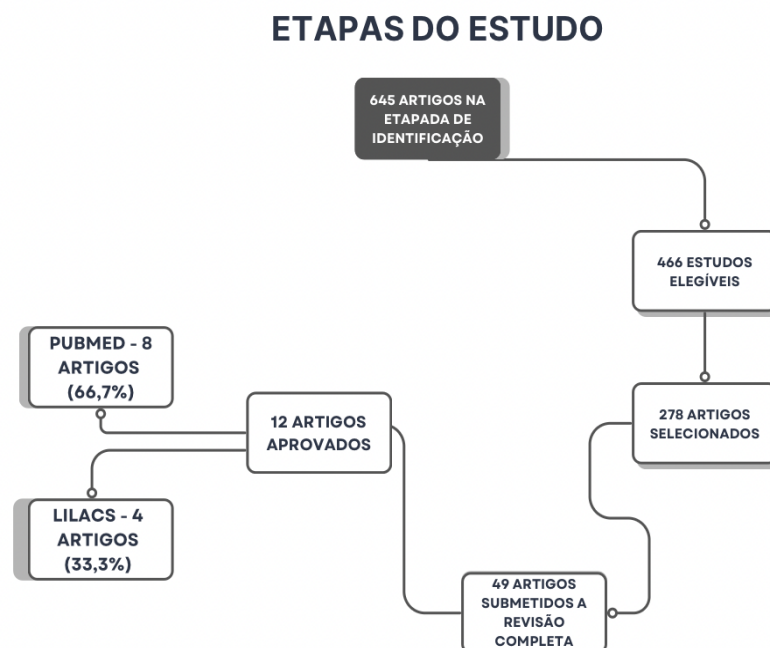 ETAPAS DO ESTUDO
645 ARTIGOS NA
ETAPADA DE
IDENTIFICAÇÃO
466 ESTUDOS
ELEGÍVEIS
278 ARTIGOS
SELECIONADOS
49 ARTIGOS
SUBMETIDOS A
REVISÃO
COMPLETA
12 ARTIGOS
APROVADOS
PUBMED - 8
ARTIGOS
(66,7%)
LILACS - 4
ARTIGOS
(33,3%)